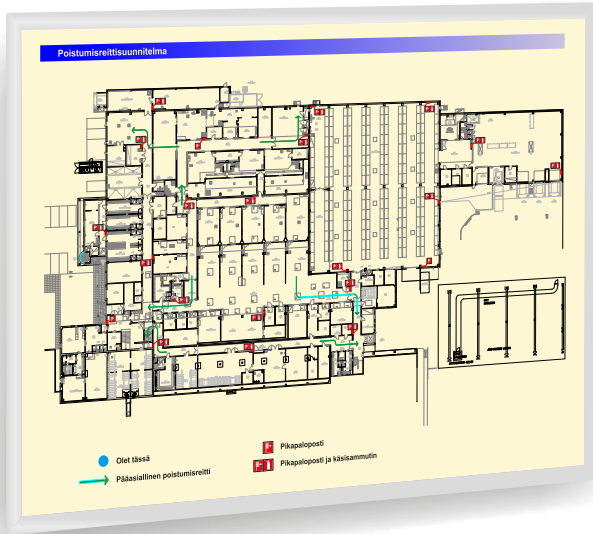 Poistumisreittisuunnitelma
Olet tässä
Pääasiallinen poistumisreitti
Pikapaloposti
Pikapaloposti ja käsisammutin